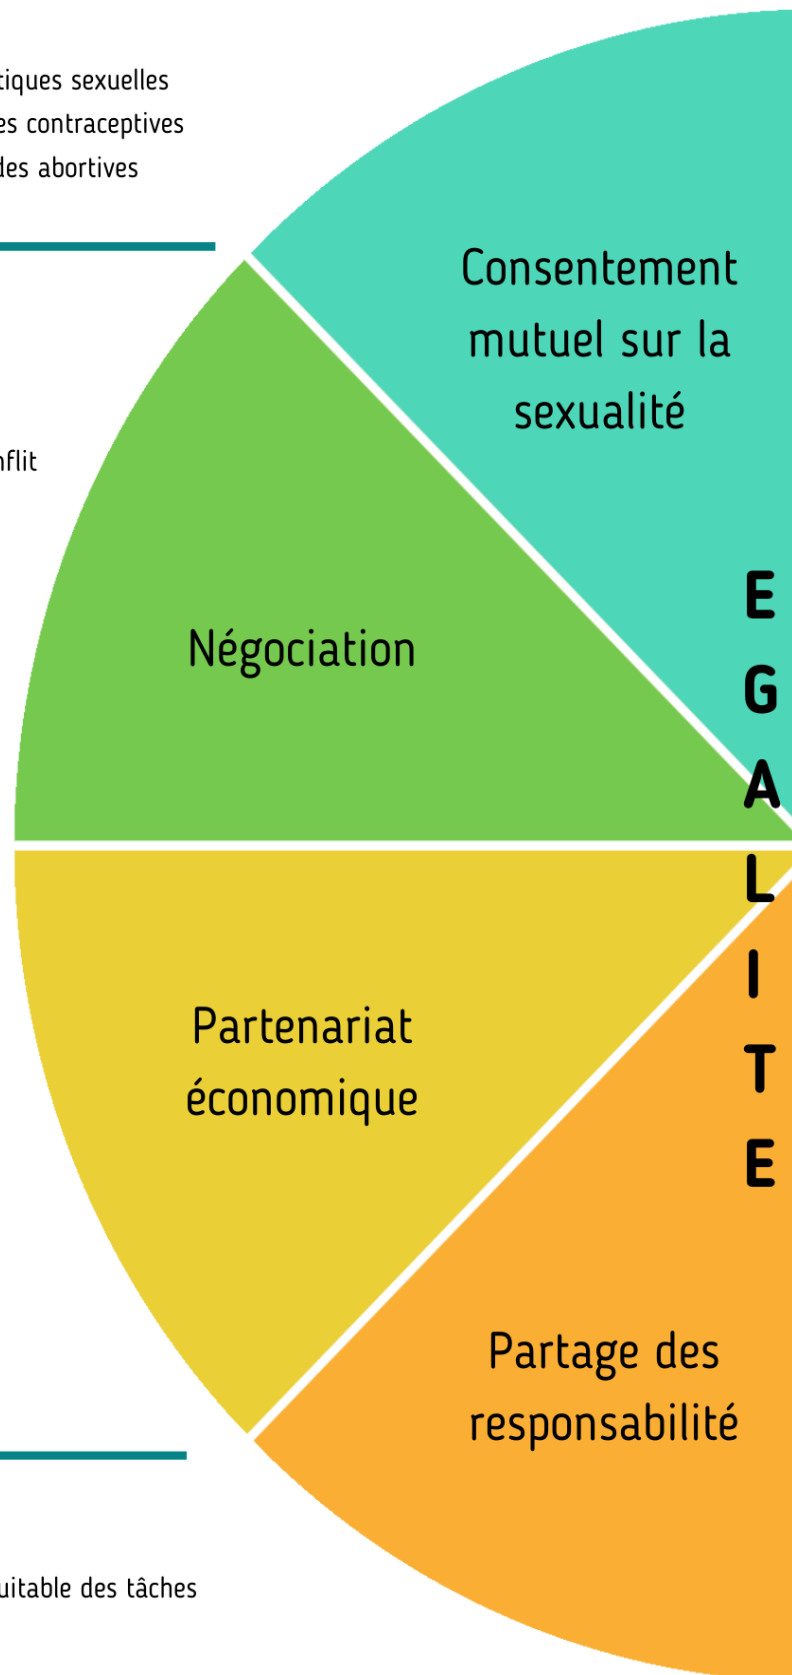 tiques sexuelles
es contraceptives
des abortives
Consentement
mutuel sur la
sexualité
nflit
Négociation
E
G
A
L
I
T
E
Partenariat
économique
Partage des
responsabilité
uitable des tâches